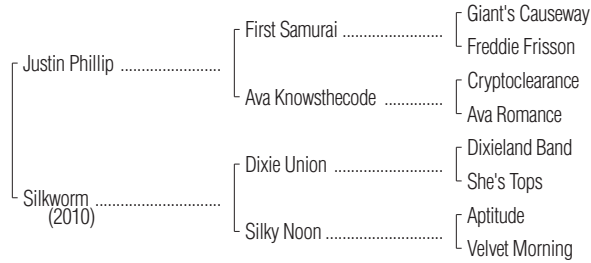 Giant's Causeway
First Samurai ........................
Freddie Frisson
Justin Phillip ........................
Cryptoclearance
Ava Knowsthecode ..............
Ava Romance
Dixieland Band
Dixie Union ..........................
She's Tops
Silkworm ..............................
(2010)
Aptitude
Silky Noon ............................
Velvet Morning